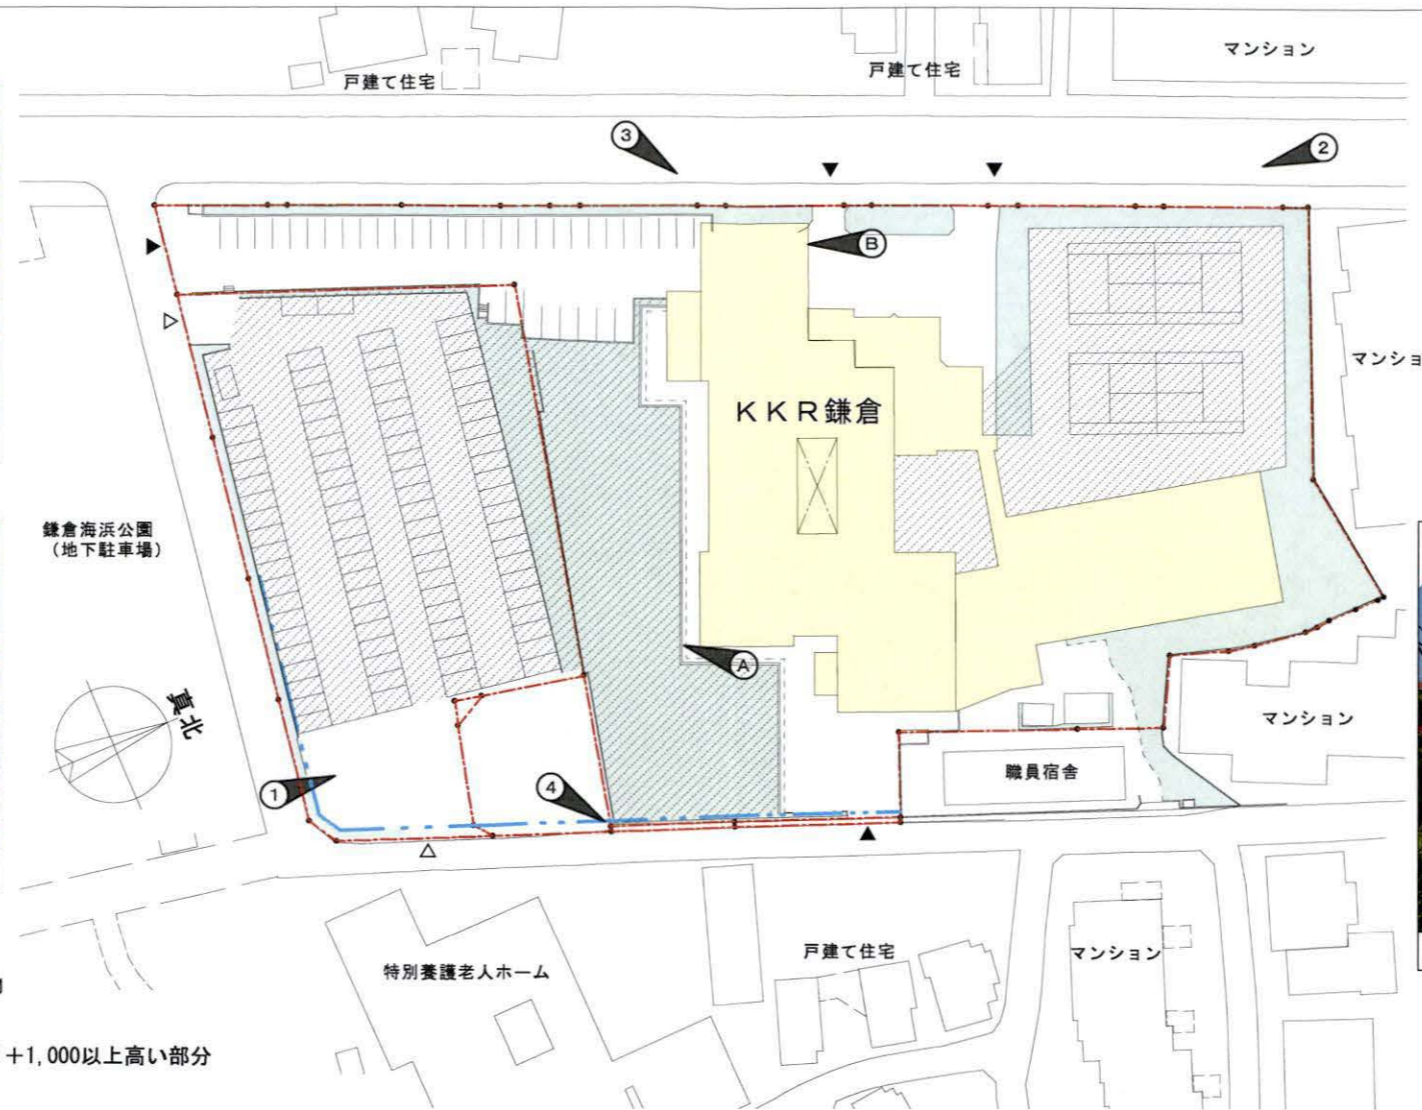 マンション
戸建て住宅
戸建て住宅
3
2
B
マンショ
KKR鎌倉
鎌倉海浜公園
(地下駐車場)
A
真北
マンション
職員宿舎
1
4
戸建て住宅
マンション
特別養護老人ホーム
+1,000以上高い部分